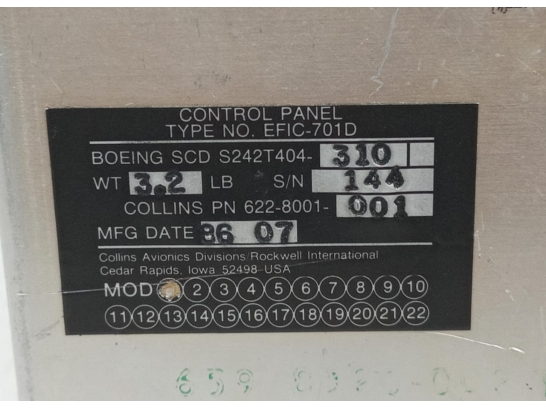 CONTROL PANEL
TYPE NO. EFIC-701D
BOEING SCD S242T404- 310
WT 3.2 LB S/N 144
COLLINS PN 622-8001- 001
MFG DATE 86 07
Collins Avionics Divisions/Rockwell International
Cedar Rapids, Iowa 52498 USA
MOD 2 3 4 5 6 7 8 9 10
11 12 13 14 15 16 17 18 19 20 21 22